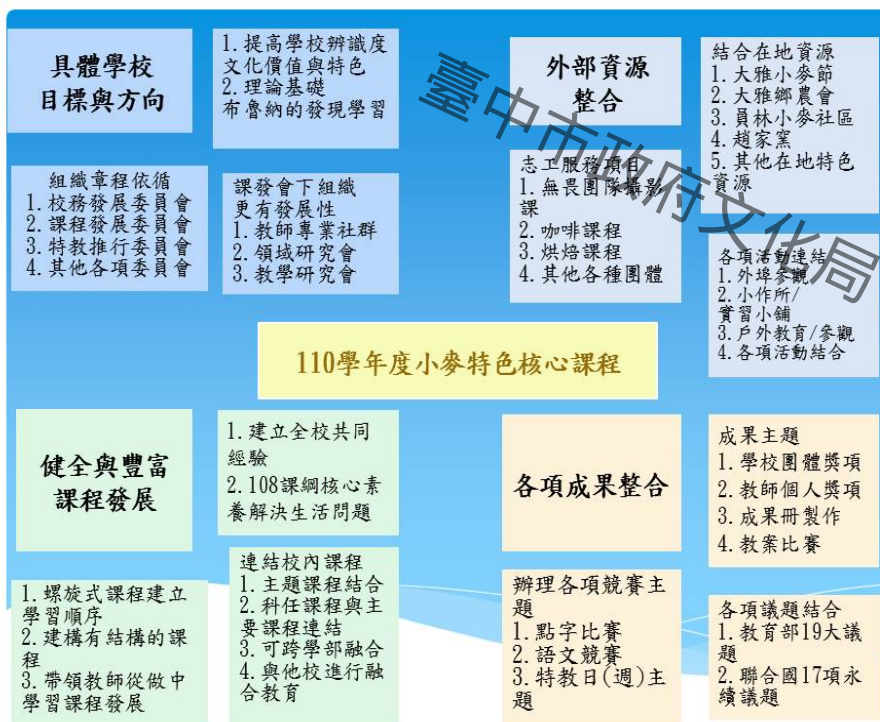 具體學校
目標與方向
1.提高學校辨識度
文化價值與特色
2.理論基礎
布魯納的發現學習
組織章程依循
1.校務發展委員會
2.課程發展委員會
3.特教推行委員會
4.其他各項委員會
課發會下組織
更有發展性
1.教師專業社群
2.領域研究會
3.教學研究會
外部資源
整合
結合在地資源
1.大雅小麥節
2.大雅鄉農會
3.員林小麥社區
4.趙家窯
5.其他在地特色
資源
志工服務項目
1.無畏團隊攝影
課
2.咖啡課程
3.烘焙課程
4.其他各種團體
各項活動連結
1.外埠參觀
2.小作所/
實習小舖
3.戶外教育/參觀
4.各項活動結合
臺中市政府文化局
110學年度小麥特色核心課程
健全與豐富
課程發展
1.建立全校共同
經驗
2.108課綱核心素
養解決生活問題
1.螺旋式課程建立
學習順序
2.建構有結構的課
程
3.帶領教師從做中
學習課程發展
連結校內課程
1.主題課程結合
2.科任課程與主
要課程連結
3.可跨學部融合
4.與他校進行融
合教育
各項成果整合
成果主題
1.學校團體獎項
2.教師個人獎項
3.成果冊製作
4.教案比賽
辦理各項競賽主
題
1.點字比賽
2.語文競賽
3.特教日(週)主
題
各項議題結合
1.教育部19大議
題
2.聯合國17項永
續議題